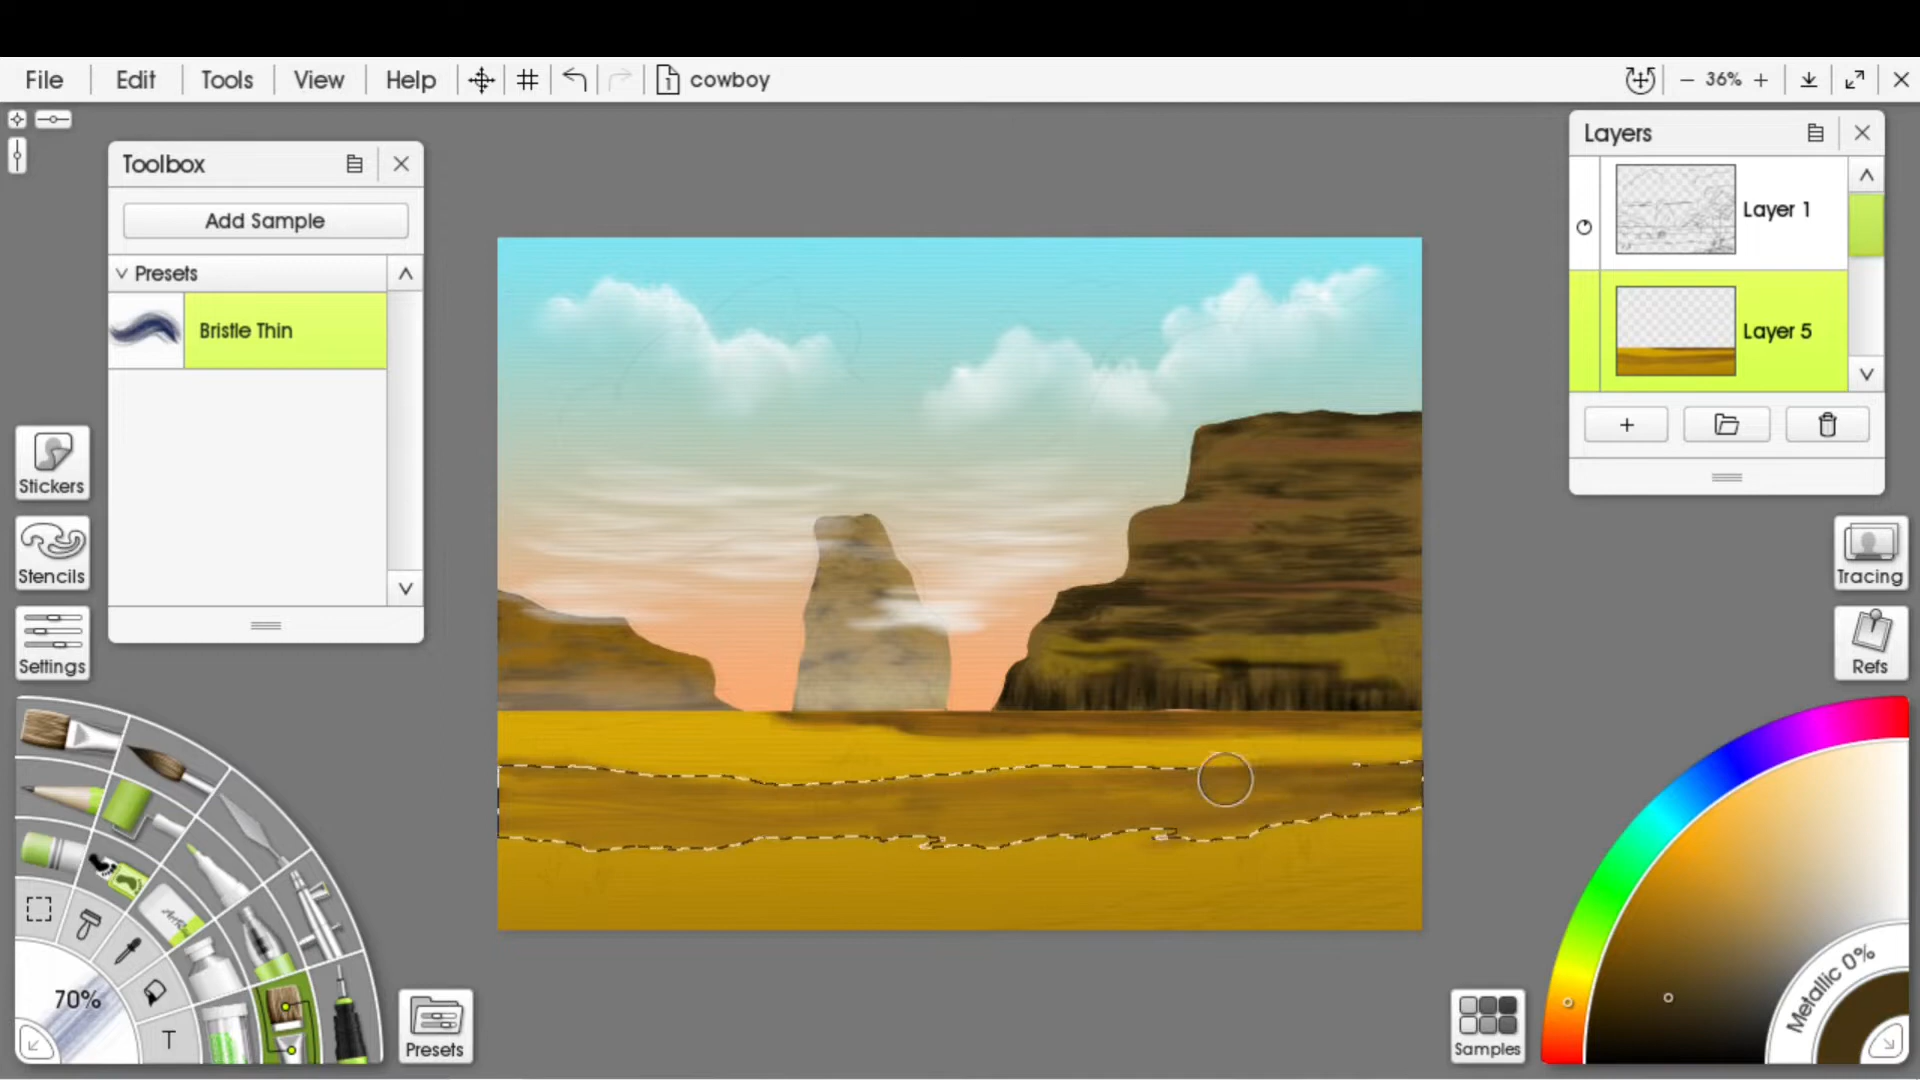 File Edit Tools View Help 1 cowboy 36%
Toolbox
Add Sample
Presets
Bristle Thin
Layers
Layer 1
Layer 5
Stickers
Stencils
Settings
Tracing
Refs
70%
T
Presets
Samples
Metallic 0%